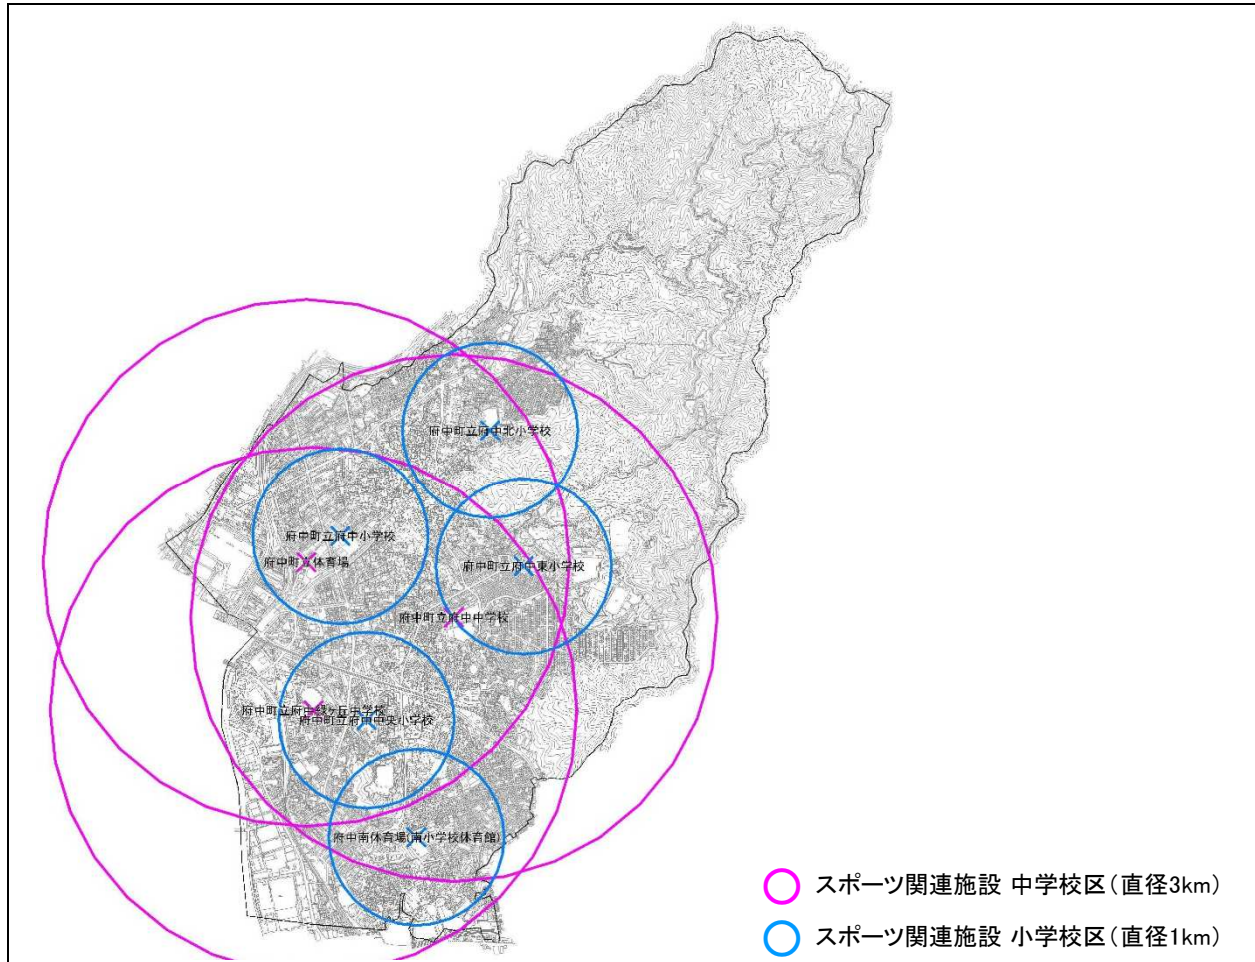 府中町立府中北小学校
府中町立府中小学校
府中町立体育場
府中町立府中東小学校
府中町立府中中学校
府中町立府中緑ヶ丘中学校
府中町立府中中央小学校
府中南体育場(南小学校体育館)
スポーツ関連施設 中学校区(直径3km)
スポーツ関連施設 小学校区(直径1km)